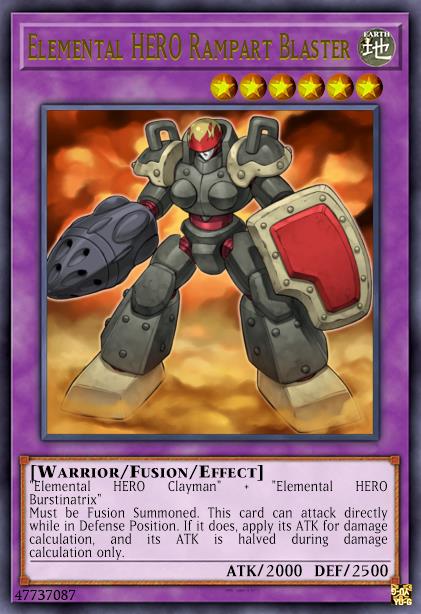 Elemental HERO Rampart Blaster
EARTH
地
[Warrior/Fusion/Effect]
"Elemental HERO Clayman" + "Elemental HERO
Burstinatrix"
Must be Fusion Summoned. This card can attack directly
while in Defense Position. If it does, apply its ATK for damage
calculation, and its ATK is halved during damage
calculation only.
ATK/2000 DEF/2500
47737087